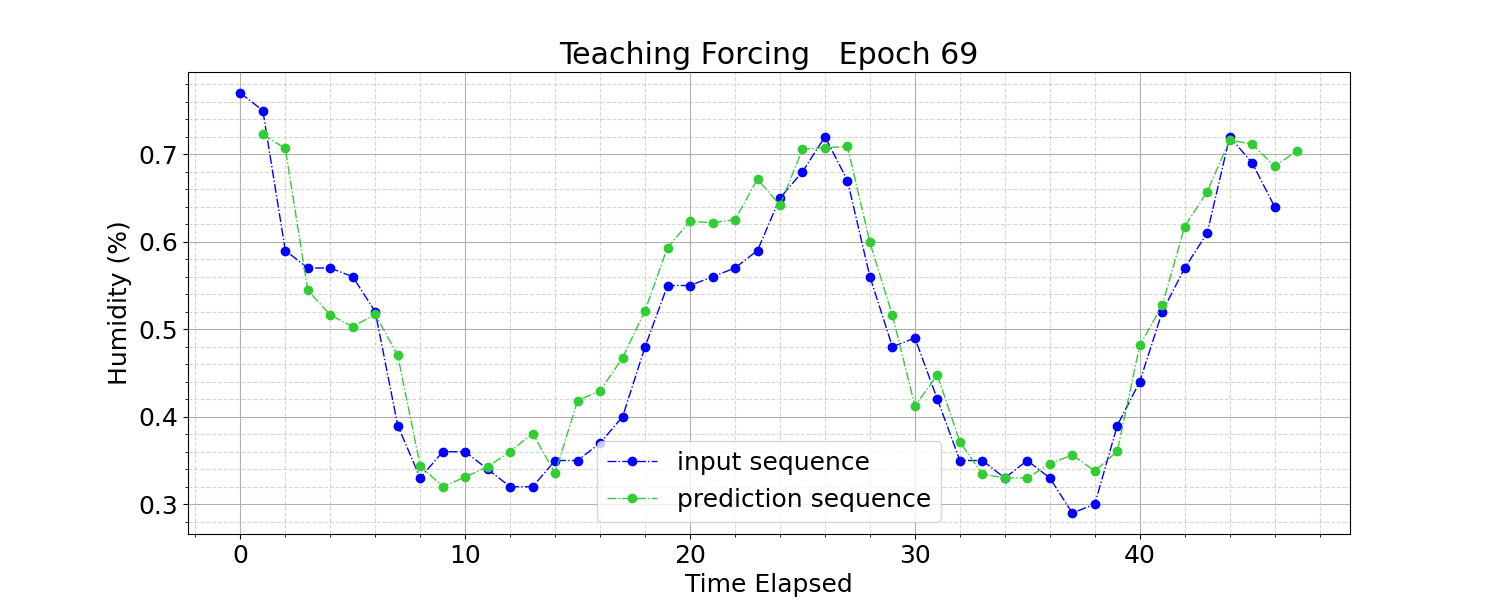 Teaching Forcing   Epoch 69
Humidity (%)
0.7
0.6
0.5
0.4
0.3
input sequence
prediction sequence
0 10 20 30 40
Time Elapsed